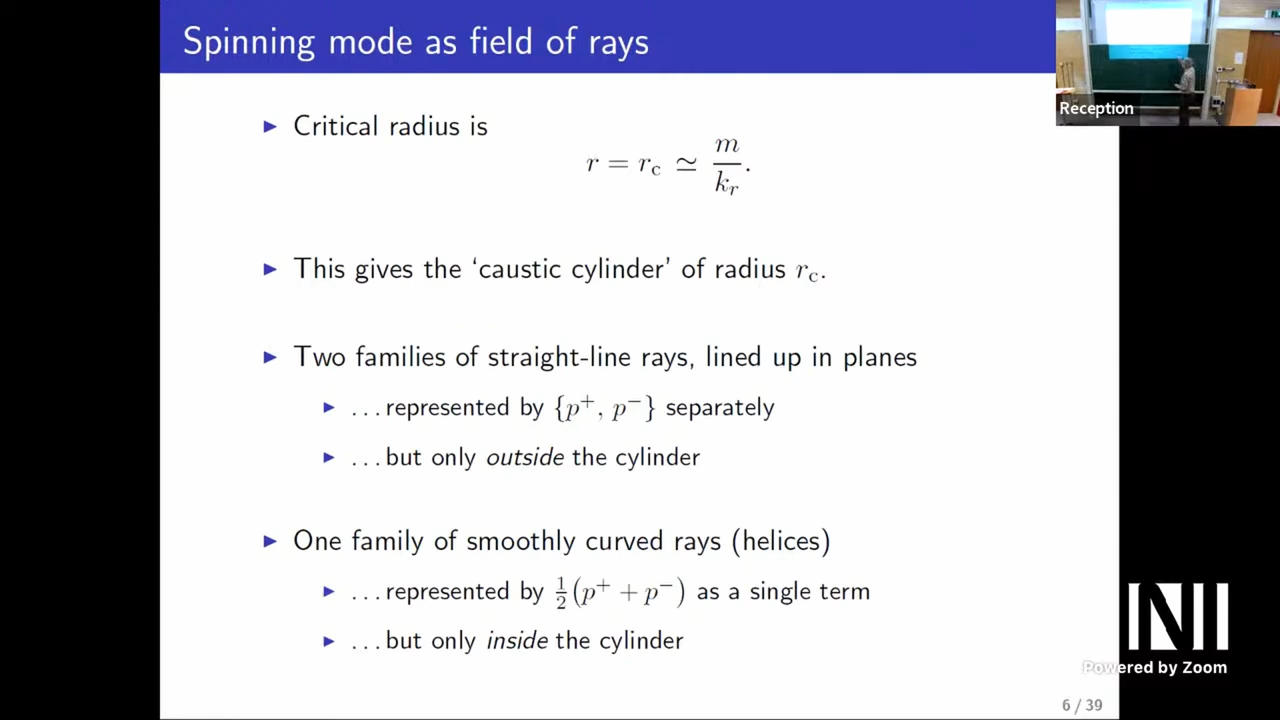 Spinning mode as field of rays
Reception
▶ Critical radius is
r = r_c ≃ m/k_r.
▶ This gives the ‘caustic cylinder’ of radius r_c.
▶ Two families of straight-line rays, lined up in planes
▶ ...represented by {p⁺, p⁻} separately
▶ ...but only outside the cylinder
▶ One family of smoothly curved rays (helices)
▶ ...represented by ½(p⁺ + p⁻) as a single term
▶ ...but only inside the cylinder
Powered by Zoom
6 / 39